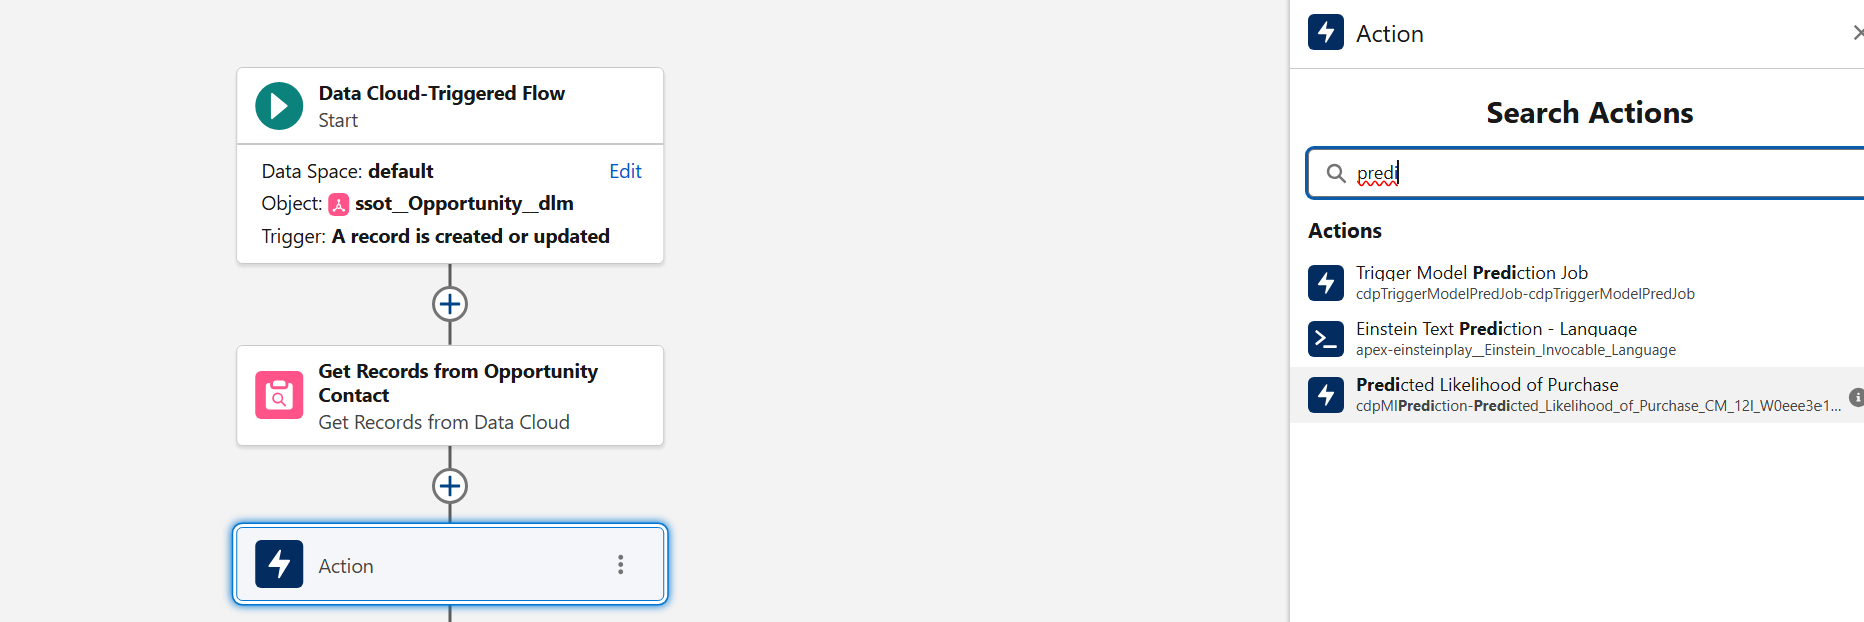 Data Cloud-Triggered Flow
Start
Data Space: default
Edit
Object: ssot__Opportunity__dlm
Trigger: A record is created or updated
Get Records from Opportunity
Contact
Get Records from Data Cloud
Action
Action
Search Actions
predi
Actions
Trigger Model Prediction Job
cdpTriggerModelPredJob-cdpTriggerModelPredJob
Einstein Text Prediction - Language
apex-einsteinplay__Einstein_Invocable_Language
Predicted Likelihood of Purchase
cdpMlPrediction-Predicted_Likelihood_of_Purchase_CM_12l_W0eee3e1...